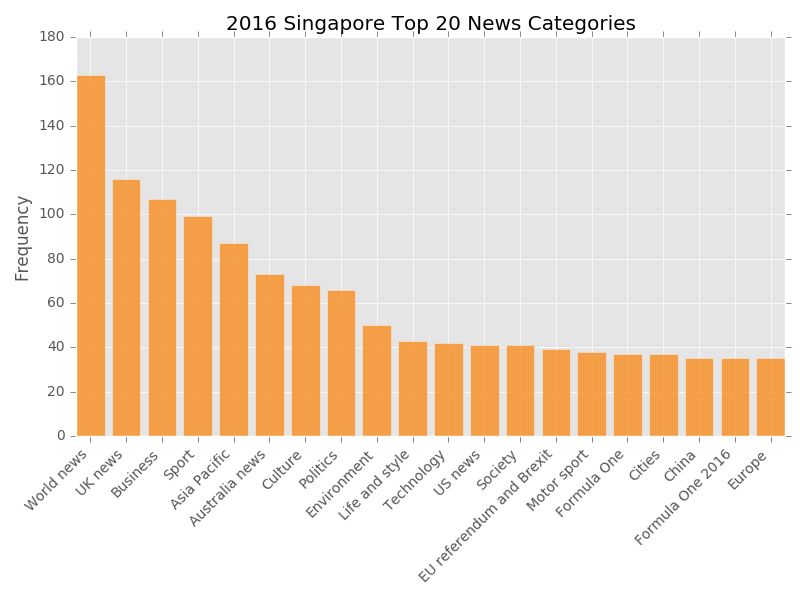 2016 Singapore Top 20 News Categories
Frequency
180
160
140
120
100
80
60
40
20
0
World news
UK news
Business
Sport
Asia Pacific
Australia news
Culture
Politics
Environment
Life and style
Technology
US news
Society
EU referendum and Brexit
Motor sport
Formula One
Cities
China
Formula One 2016
Europe